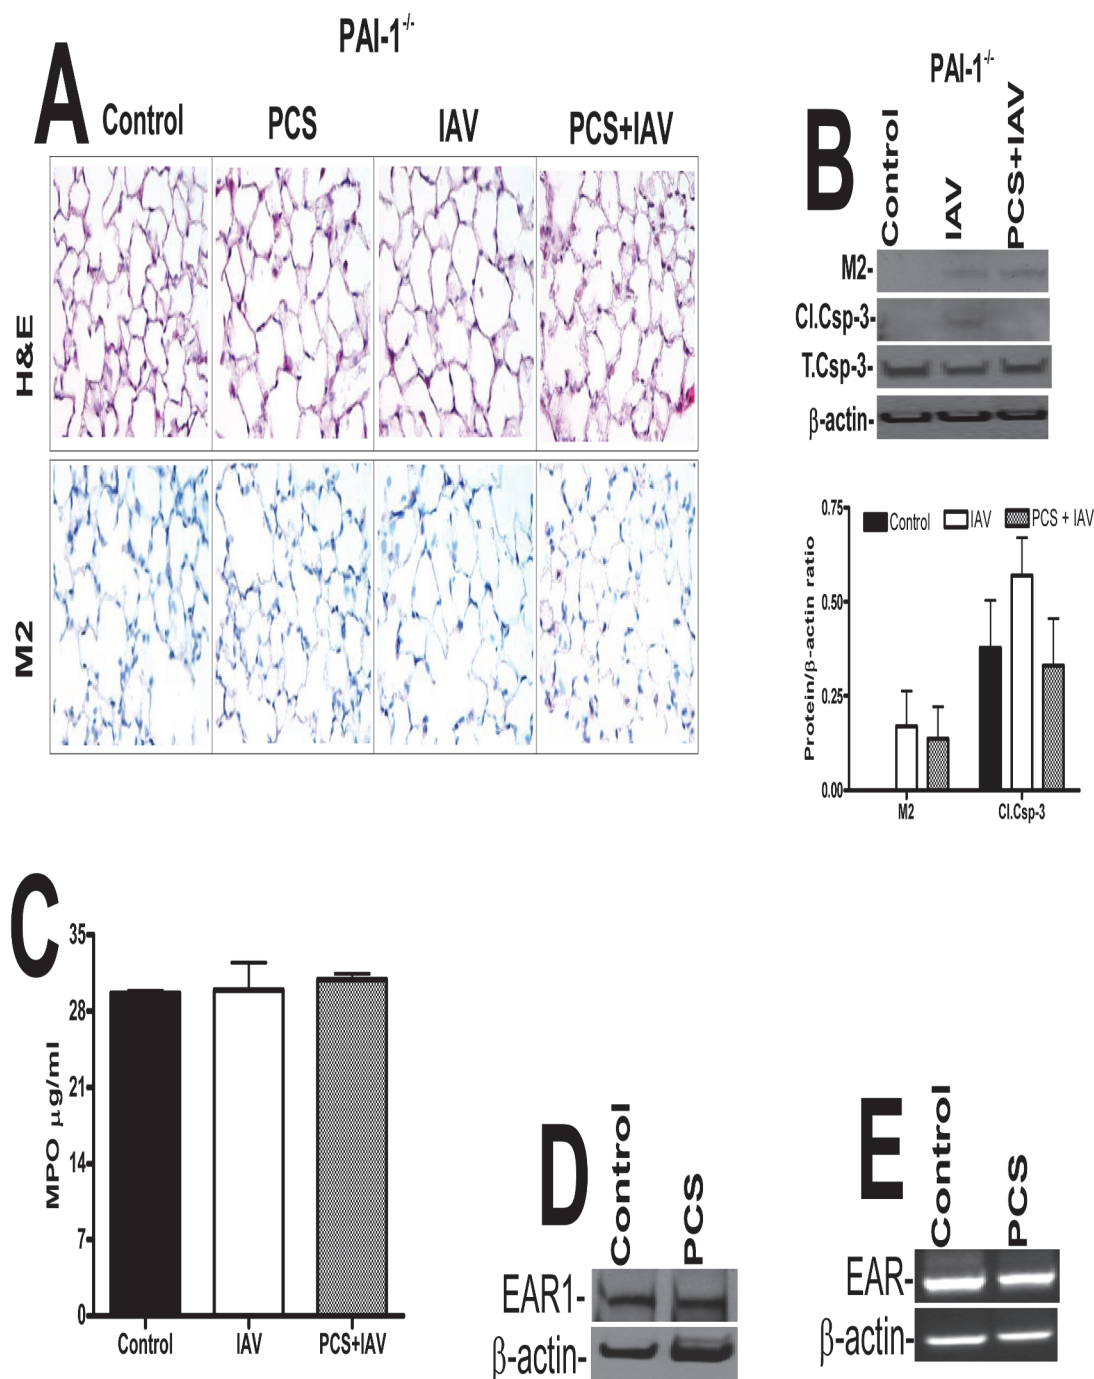 A
PAI-1-/-
Control PCS IAV PCS+IAV
H&E
M2
B
PAI-1-/-
Control IAV PCS+IAV
M2-
Cl.Csp-3-
T.Csp-3-
β-actin-
Protein/β-actin ratio
0.75
0.50
0.25
0.00
Control IAV PCS + IAV
M2 Cl.Csp-3
C
MPO μg/ml
35
28
21
14
7
0
Control IAV PCS+IAV
D
Control PCS
EAR1-
β-actin-
E
Control PCS
EAR-
β-actin-